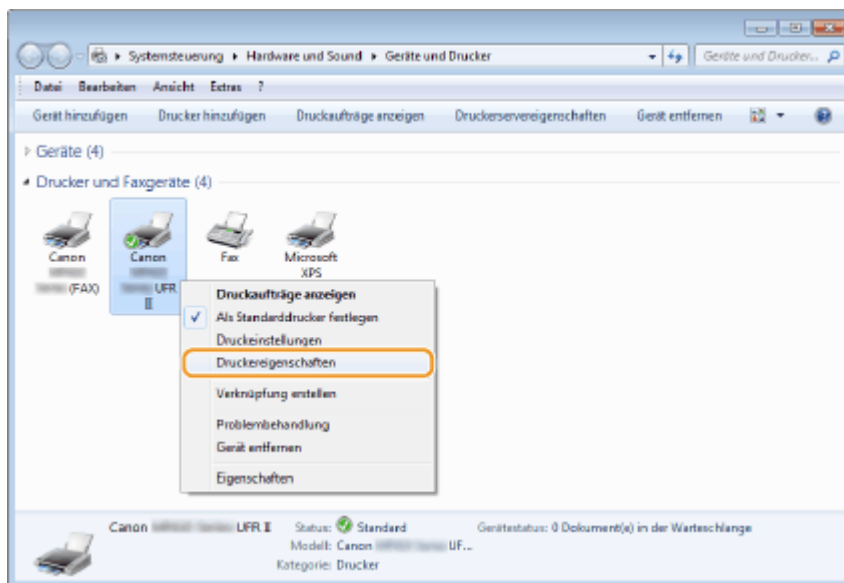 Systemsteuerung ▸ Hardware und Sound ▸ Geräte und Drucker
Geräte und Drucker...
Datei Bearbeiten Ansicht Extras ?
Gerät hinzufügen Drucker hinzufügen Druckaufträge anzeigen Druckerservereigenschaften Gerät entfernen
Geräte (4)
Drucker und Faxgeräte (4)
Canon
(FAX)
Canon
UFR
II
Fax
Microsoft
XPS
Druckaufträge anzeigen
Als Standarddrucker festlegen
Druckeinstellungen
Druckereigenschaften
Verknüpfung erstellen
Problembehandlung
Gerät entfernen
Eigenschaften
Canon UFR II Status: Standard Gerätestatus: 0 Dokument(e) in der Warteschlange
Modell: Canon UF...
Kategorie: Drucker